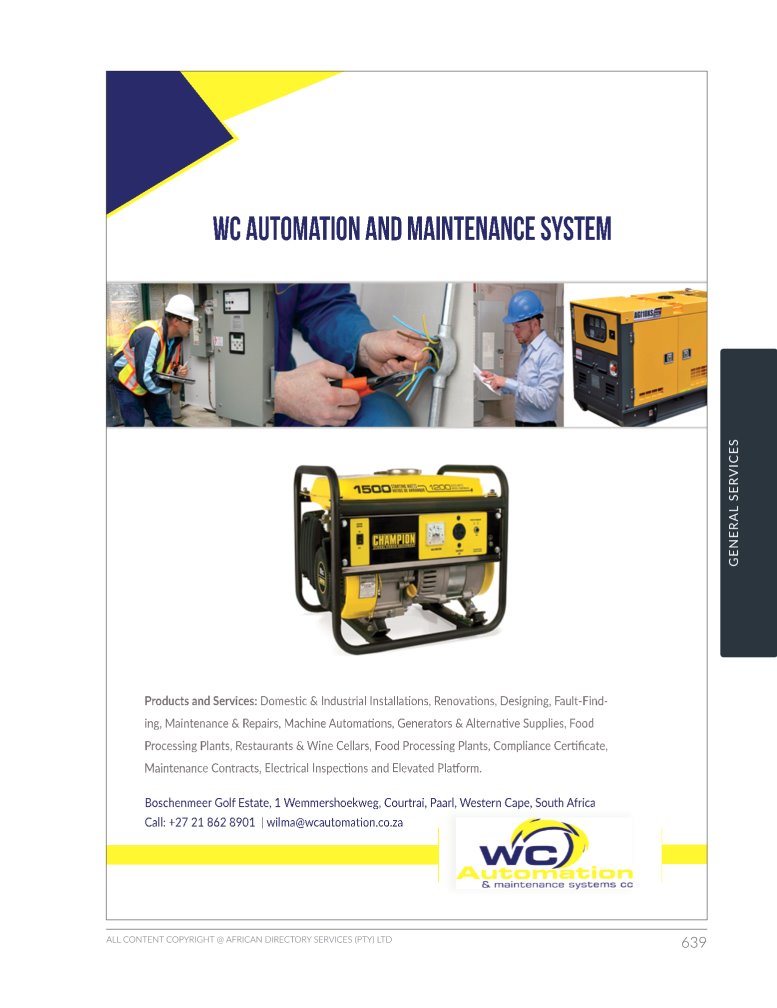 WC AUTOMATION AND MAINTENANCE SYSTEM
AGI18KS
1500 STARTING WATTS 1200
CHAMPION
GENERAL SERVICES
Products and Services: Domestic & Industrial Installations, Renovations, Designing, Fault-Find-
ing, Maintenance & Repairs, Machine Automations, Generators & Alternative Supplies, Food
Processing Plants, Restaurants & Wine Cellars, Food Processing Plants, Compliance Certificate,
Maintenance Contracts, Electrical Inspections and Elevated Platform.
Boschenmeer Golf Estate, 1 Wemmershoekweg, Courtrai, Paarl, Western Cape, South Africa
Call: +27 21 862 8901 | wilma@wcautomation.co.za
WC
Automation
& maintenance systems cc
ALL CONTENT COPYRIGHT @ AFRICAN DIRECTORY SERVICES (PTY) LTD
639